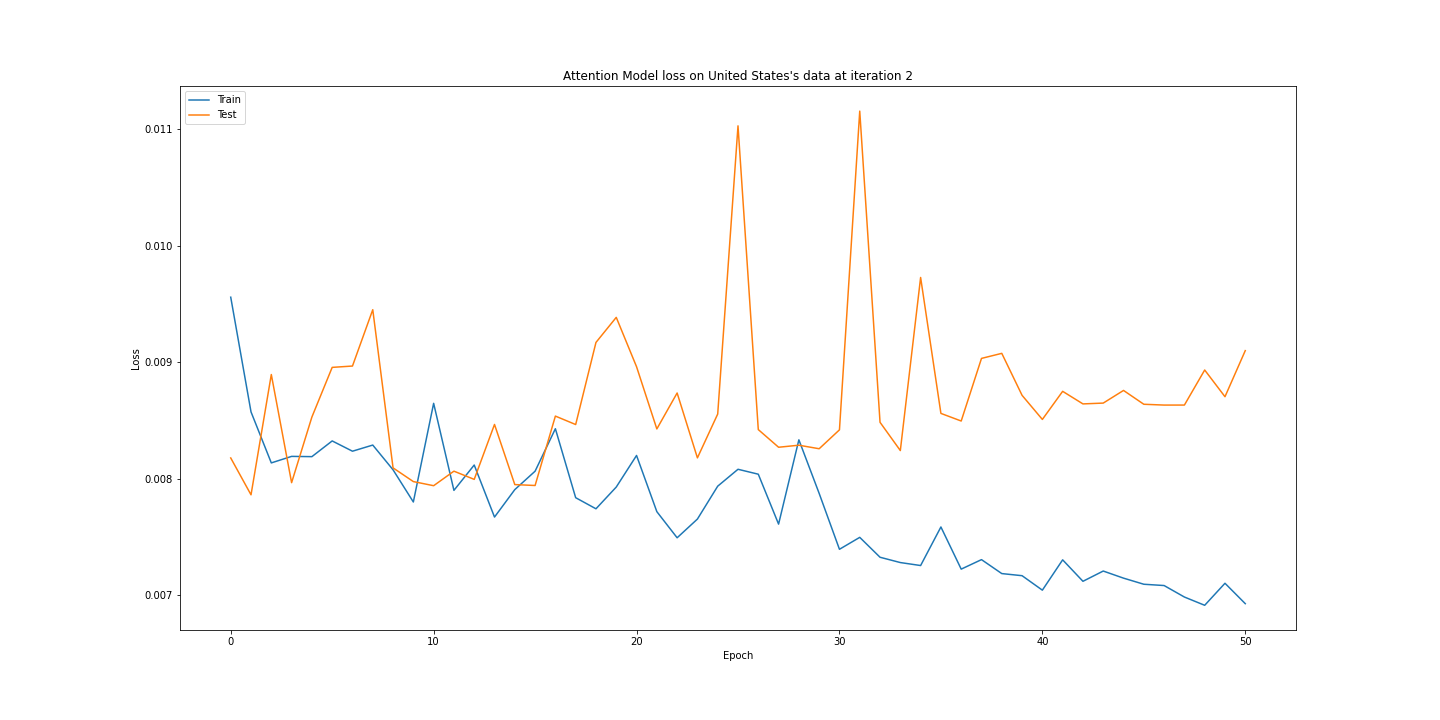 Attention Model loss on United States's data at iteration 2
Train
Test
0.011
0.010
0.009
0.008
0.007
Loss
0 10 20 30 40 50
Epoch